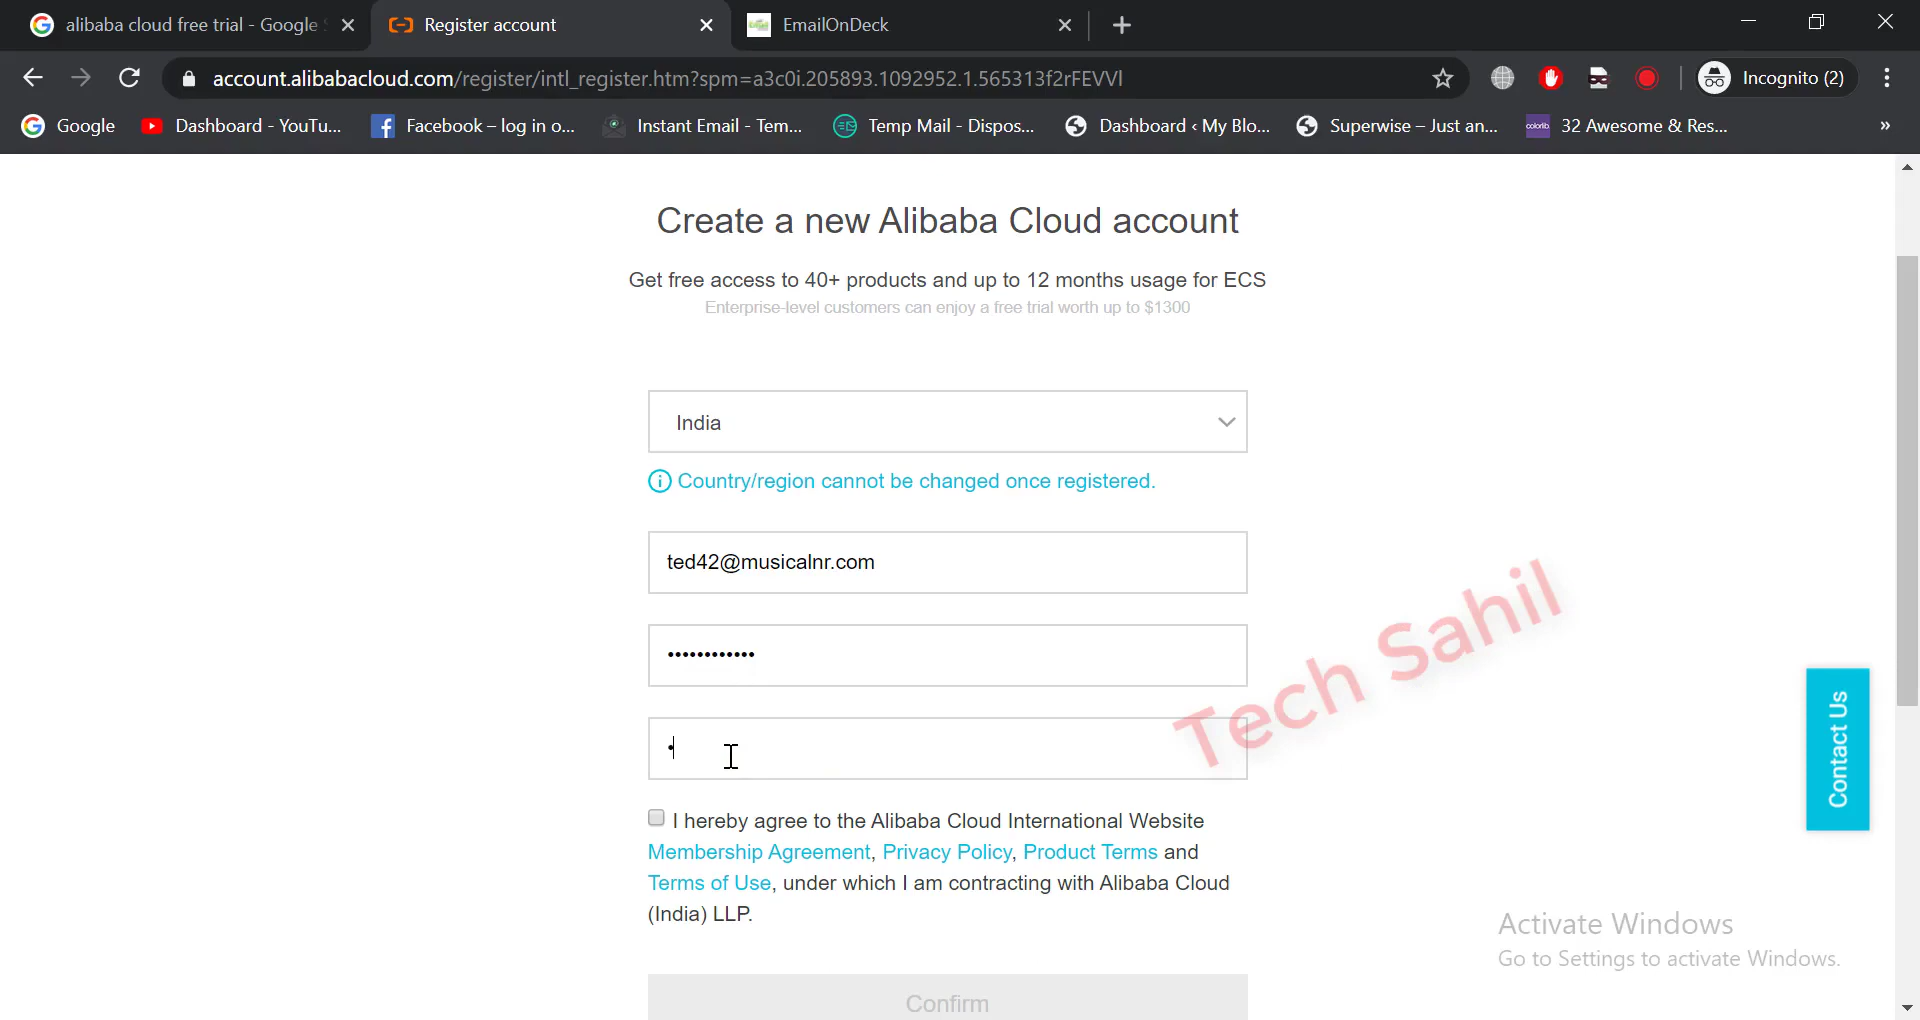 alibaba cloud free trial - Google S
Register account
EmailOnDeck
account.alibabacloud.com/register/intl_register.htm?spm=a3c0i.205893.1092952.1.565313f2rFEVVl
Incognito (2)
Google
Dashboard - YouTu...
Facebook – log in o...
Instant Email - Tem...
Temp Mail - Dispos...
Dashboard ‹ My Blo...
Superwise – Just an...
colorlib
32 Awesome & Res...
»
Create a new Alibaba Cloud account
Get free access to 40+ products and up to 12 months usage for ECS
Enterprise-level customers can enjoy a free trial worth up to $1300
India
Country/region cannot be changed once registered.
ted42@musicalnr.com
••••••••••••
•
Tech Sahil
Contact Us
I hereby agree to the Alibaba Cloud International Website
Membership Agreement, Privacy Policy, Product Terms and
Terms of Use, under which I am contracting with Alibaba Cloud
(India) LLP.
Activate Windows
Go to Settings to activate Windows.
Confirm